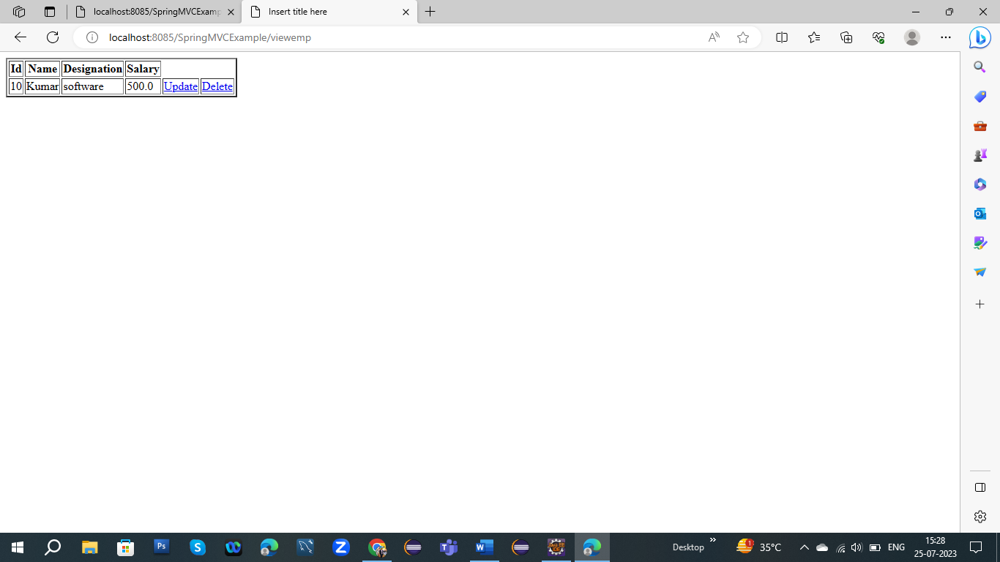 localhost:8085/SpringMVCExamp
Insert title here
localhost:8085/SpringMVCExample/viewemp
Id Name Designation Salary
10 Kumar software 500.0 Update Delete
Desktop 35°C ENG 15:28
25-07-2023